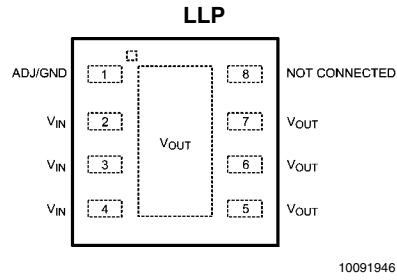 LLP
ADJ/GND 1 8 NOT CONNECTED
VIN 2 7 VOUT
VOUT
VIN 3 6 VOUT
VIN 4 5 VOUT
10091946